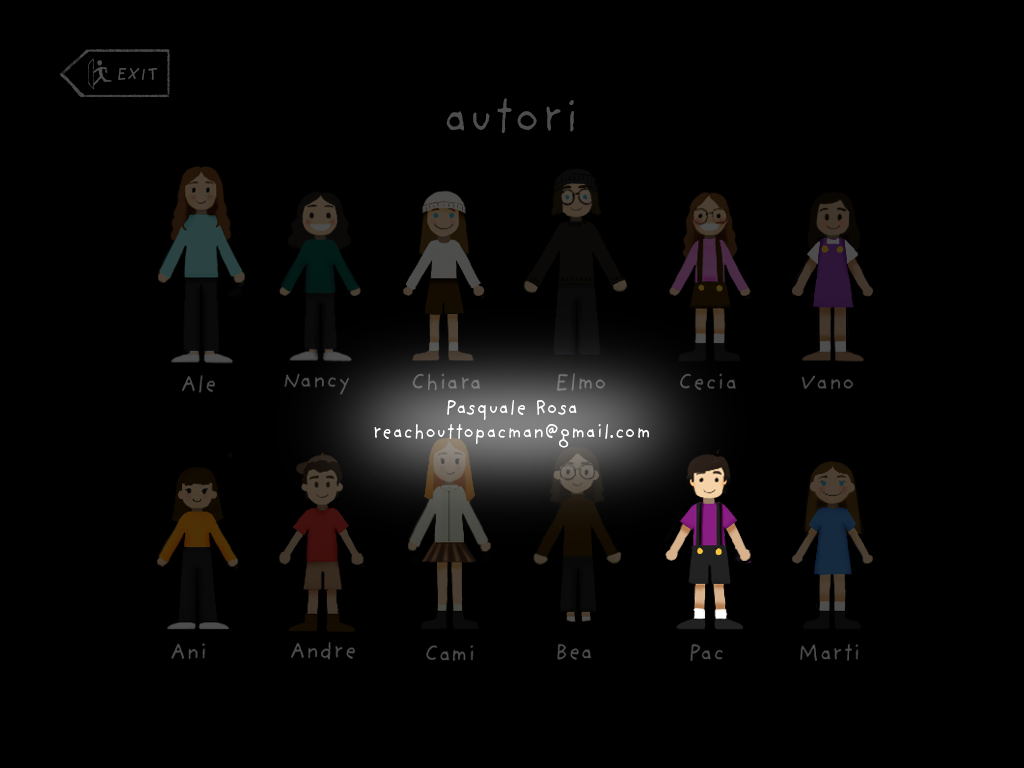 EXIT
autori
Ale Nancy Chiara Elmo Cecia Vano
Pasquale Rosa
reachouttopacman@gmail.com
Ani Andre Cami Bea Pac Marti